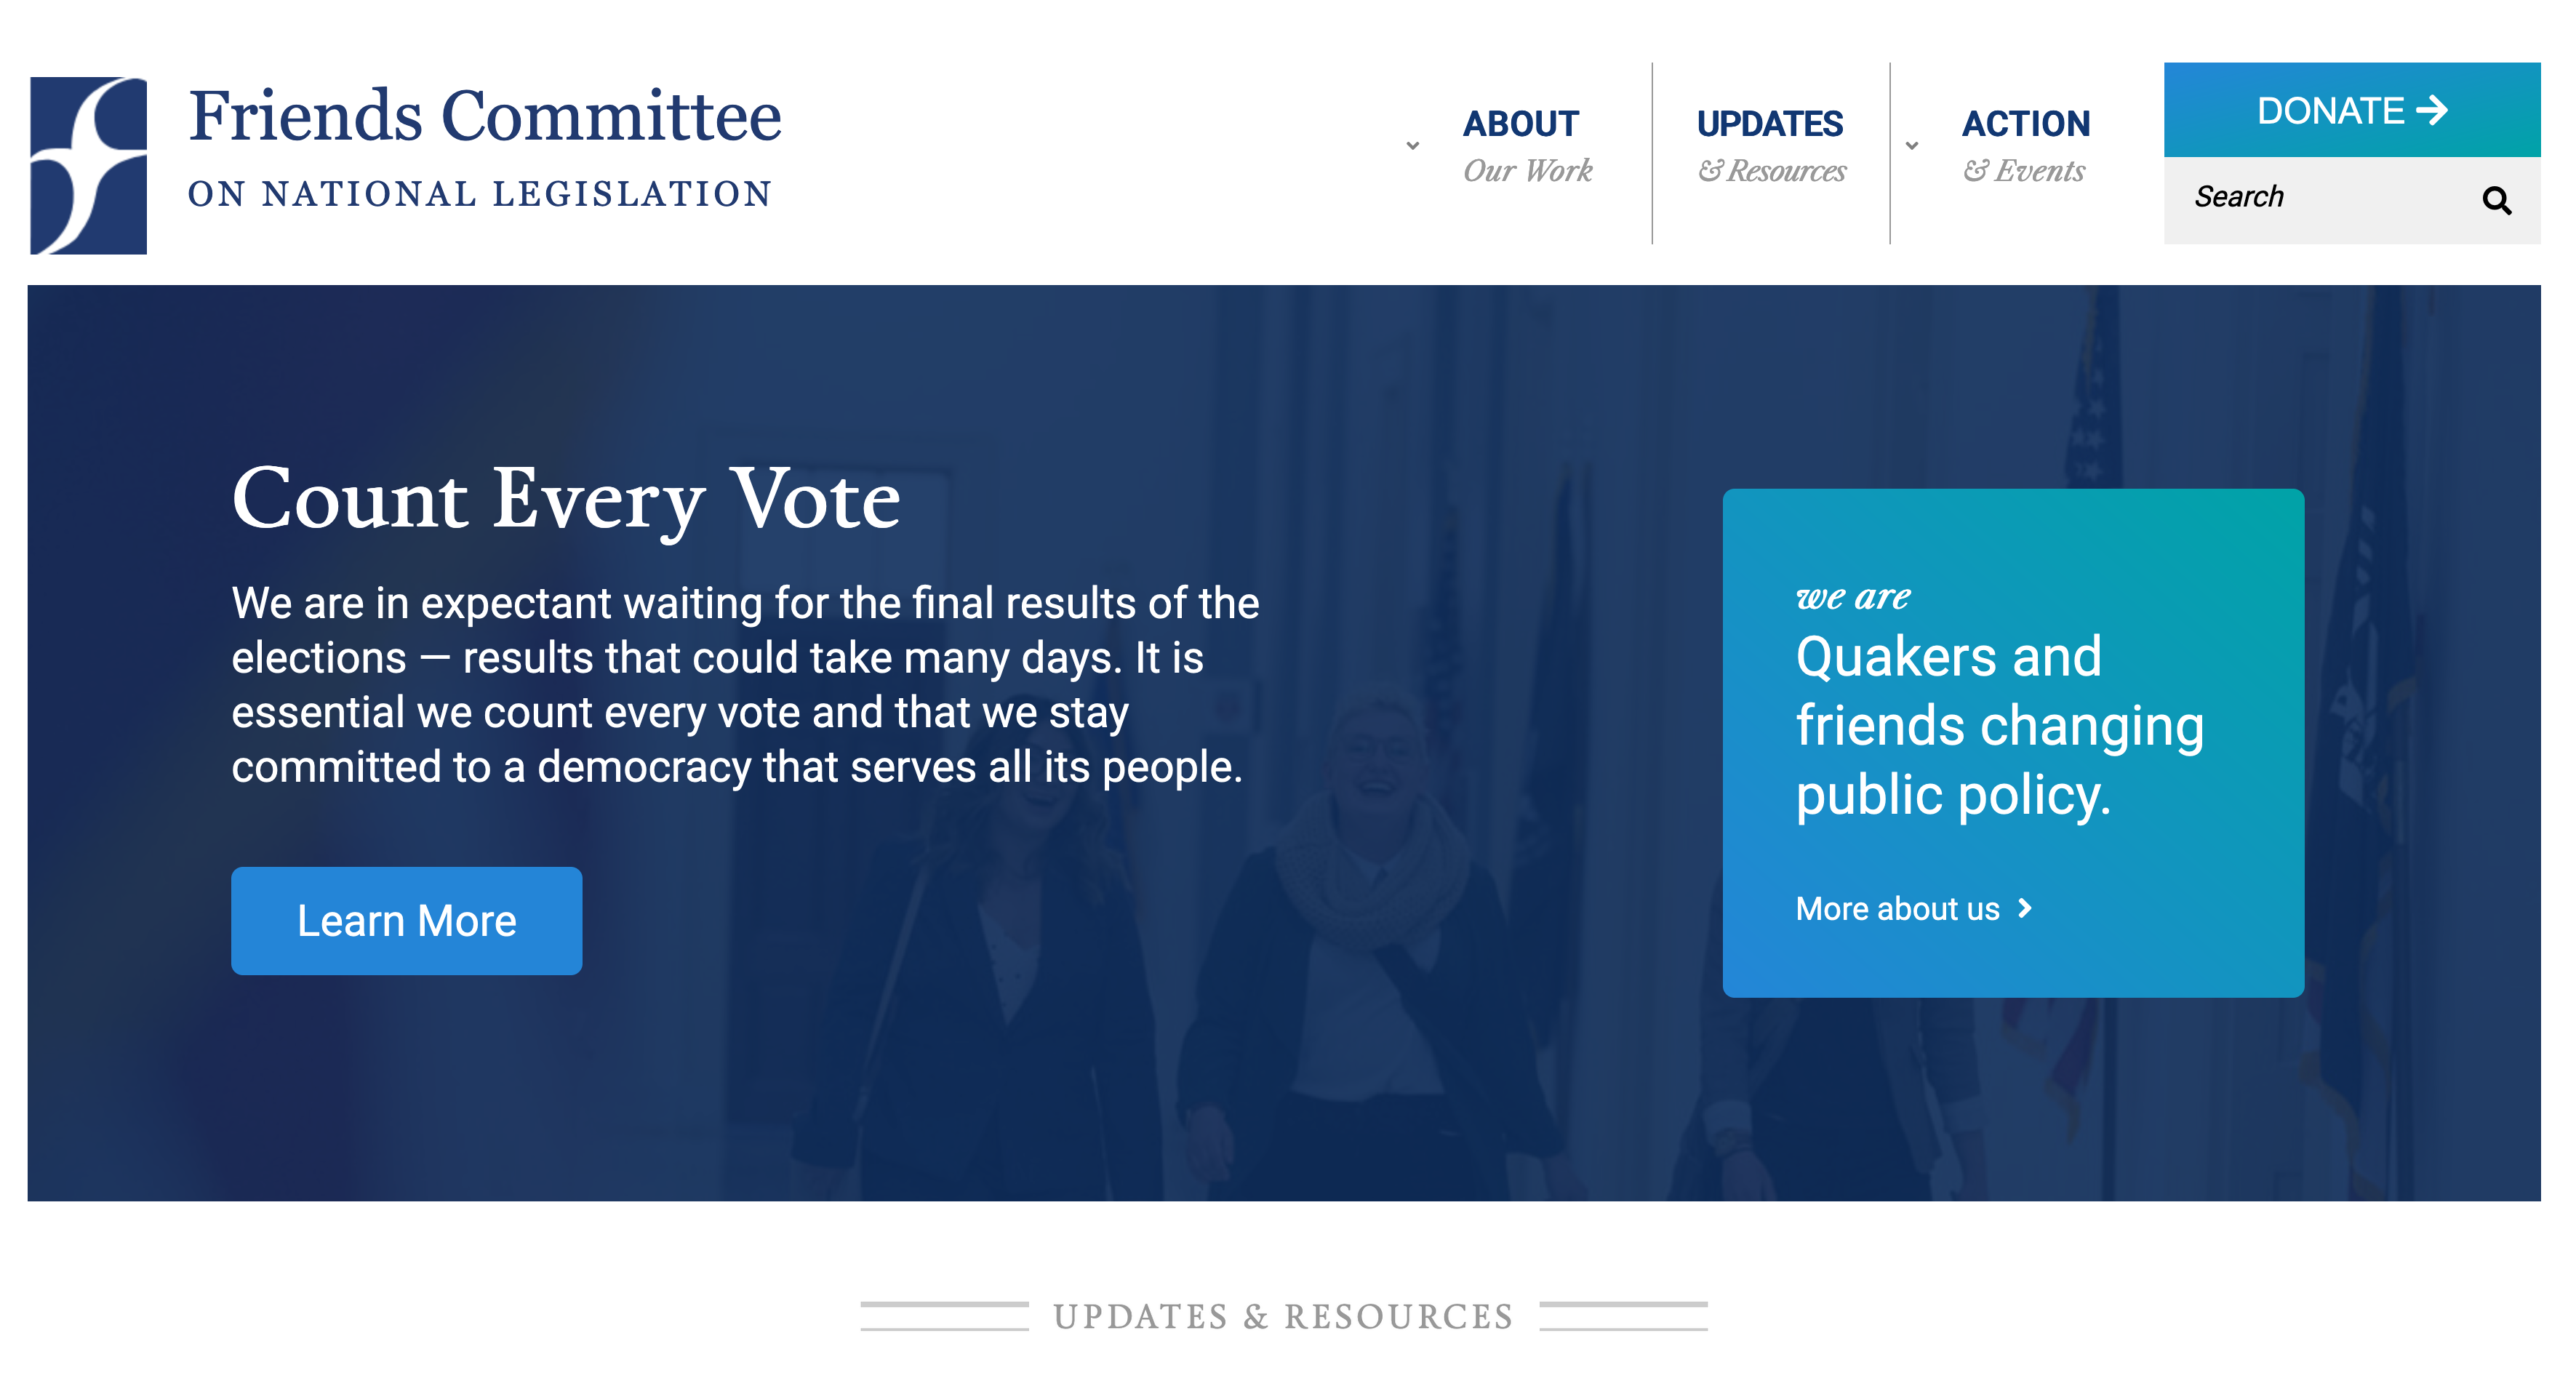 Friends Committee
ON NATIONAL LEGISLATION
ABOUT
Our Work
UPDATES
& Resources
ACTION
& Events
DONATE
Search
Count Every Vote
We are in expectant waiting for the final results of the
elections — results that could take many days. It is
essential we count every vote and that we stay
committed to a democracy that serves all its people.
Learn More
we are
Quakers and
friends changing
public policy.
More about us
UPDATES & RESOURCES